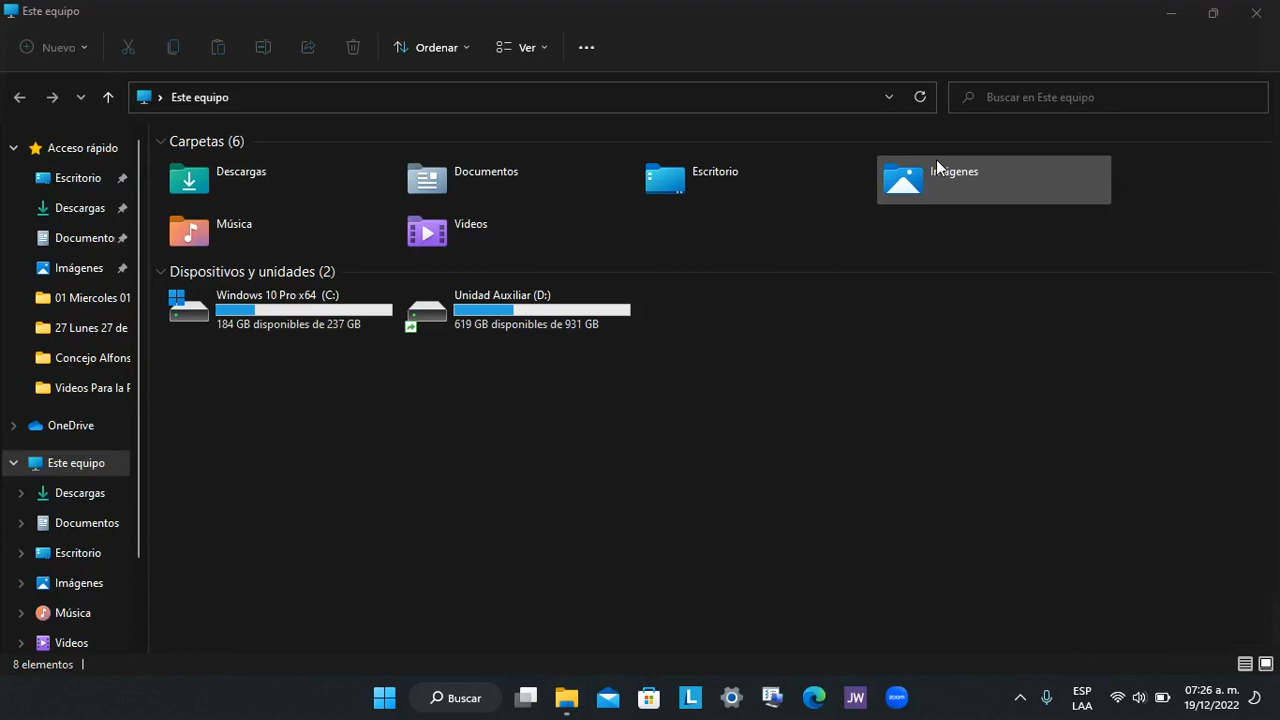 Este equipo
Nuevo
Ordenar
Ver
Este equipo
Buscar en Este equipo
Acceso rápido
Escritorio
Descargas
Documento
Imágenes
01 Miercoles 01
27 Lunes 27 de
Concejo Alfons
Videos Para la P
OneDrive
Este equipo
Descargas
Documentos
Escritorio
Imágenes
Música
Videos
Carpetas (6)
Descargas
Documentos
Escritorio
Imágenes
Música
Videos
Dispositivos y unidades (2)
Windows 10 Pro x64 (C:)
184 GB disponibles de 237 GB
Unidad Auxiliar (D:)
619 GB disponibles de 931 GB
8 elementos
Buscar
L
JW
zoom
ESP
LAA
07:26 a. m.
19/12/2022